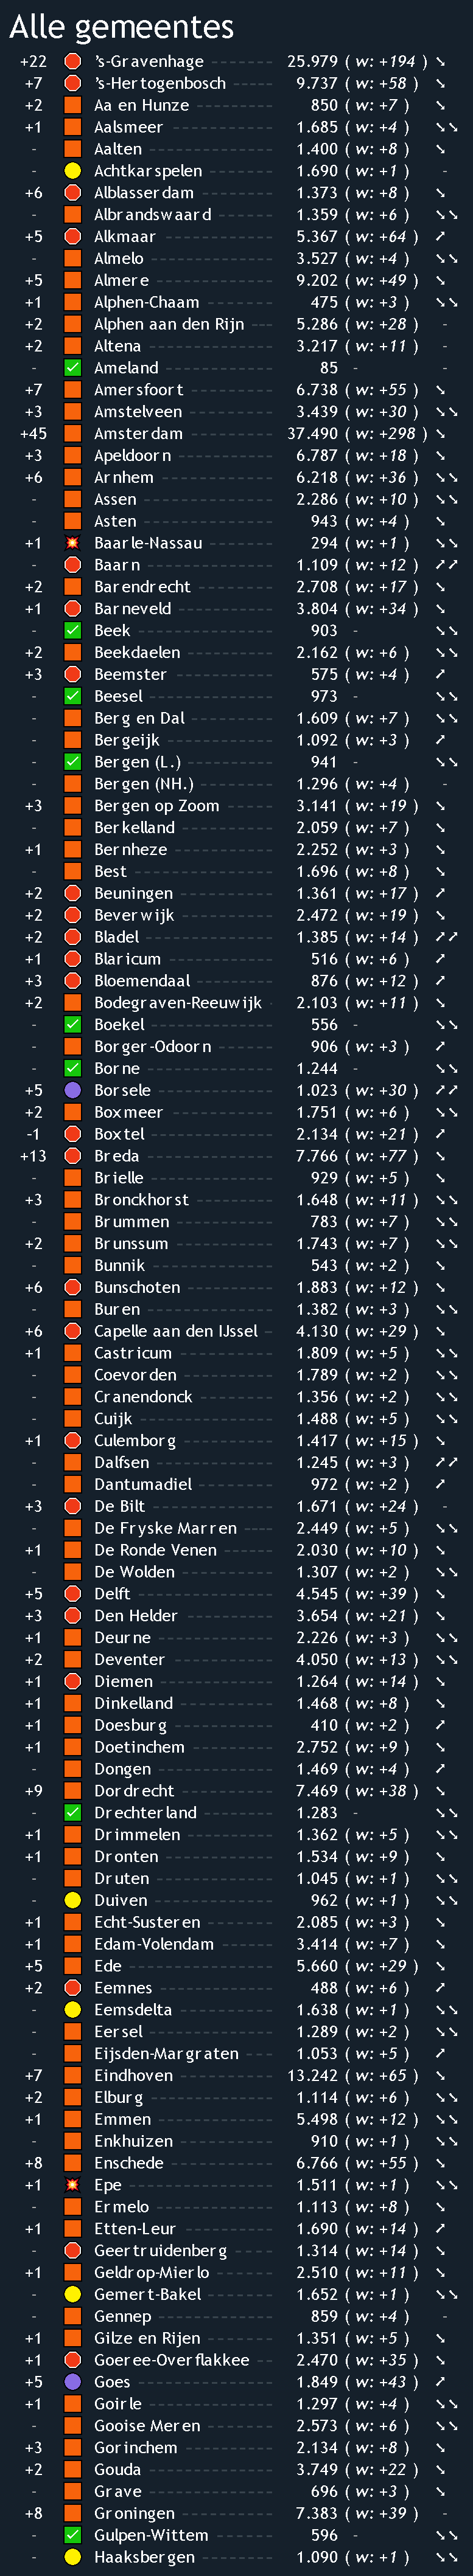 Alle gemeentes
+22 's-Gravenhage 25.979 ( w: +194 ) ↘
+7 's-Hertogenbosch 9.737 ( w: +58 ) ↘
+2 Aa en Hunze 850 ( w: +7 ) ↘
+1 Aalsmeer 1.685 ( w: +4 ) ↘↘
- Aalten 1.400 ( w: +8 ) ↘
- Achtkarspelen 1.690 ( w: +1 ) -
+6 Alblasserdam 1.373 ( w: +8 ) ↘
- Albrandswaard 1.359 ( w: +6 ) ↘↘
+5 Alkmaar 5.367 ( w: +64 ) ↗
- Almelo 3.527 ( w: +4 ) ↘↘
+5 Almere 9.202 ( w: +49 ) ↘
+1 Alphen-Chaam 475 ( w: +3 ) ↘↘
+2 Alphen aan den Rijn 5.286 ( w: +28 ) -
+2 Altena 3.217 ( w: +11 ) -
- Ameland 85 - -
+7 Amersfoort 6.738 ( w: +55 ) ↘
+3 Amstelveen 3.439 ( w: +30 ) ↘↘
+45 Amsterdam 37.490 ( w: +298 ) ↘
+3 Apeldoorn 6.787 ( w: +18 ) ↘
+6 Arnhem 6.218 ( w: +36 ) ↘↘
- Assen 2.286 ( w: +10 ) ↘↘
- Asten 943 ( w: +4 ) ↘
+1 Baarle-Nassau 294 ( w: +1 ) ↘↘
- Baarn 1.109 ( w: +12 ) ↗↗
+2 Barendrecht 2.708 ( w: +17 ) ↘
+1 Barneveld 3.804 ( w: +34 ) ↘
- Beek 903 - ↘↘
+2 Beekdaelen 2.162 ( w: +6 ) ↘↘
+3 Beemster 575 ( w: +4 ) ↗
- Beesel 973 - ↘↘
- Berg en Dal 1.609 ( w: +7 ) ↘↘
- Bergeijk 1.092 ( w: +3 ) ↗
- Bergen (L.) 941 - ↘↘
- Bergen (NH.) 1.296 ( w: +4 ) -
+3 Bergen op Zoom 3.141 ( w: +19 ) ↘
- Berkelland 2.059 ( w: +7 ) ↘
+1 Bernheze 2.252 ( w: +3 ) ↘
- Best 1.696 ( w: +8 ) ↘
+2 Beuningen 1.361 ( w: +17 ) ↗
+2 Beverwijk 2.472 ( w: +19 ) ↘
+2 Bladel 1.385 ( w: +14 ) ↗↗
+1 Blaricum 516 ( w: +6 ) ↗
+3 Bloemendaal 876 ( w: +12 ) ↗
+2 Bodegraven-Reeuwijk 2.103 ( w: +11 ) ↘
- Boekel 556 - ↘↘
- Borger-Odoorn 906 ( w: +3 ) ↗
- Borne 1.244 - ↘↘
+5 Borsele 1.023 ( w: +30 ) ↗↗
+2 Boxmeer 1.751 ( w: +6 ) ↘↘
-1 Boxtel 2.134 ( w: +21 ) ↗
+13 Breda 7.766 ( w: +77 ) ↘
- Brielle 929 ( w: +5 ) ↘
+3 Bronckhorst 1.648 ( w: +11 ) ↘↘
- Brummen 783 ( w: +7 ) ↘↘
+2 Brunssum 1.743 ( w: +7 ) ↘↘
- Bunnik 543 ( w: +2 ) ↘
+6 Bunschoten 1.883 ( w: +12 ) ↘
- Buren 1.382 ( w: +3 ) ↘↘
+6 Capelle aan den IJssel 4.130 ( w: +29 ) ↘
+1 Castricum 1.809 ( w: +5 ) ↘↘
- Coevorden 1.789 ( w: +2 ) ↘↘
- Cranendonck 1.356 ( w: +2 ) ↘↘
- Cuijk 1.488 ( w: +5 ) ↘↘
+1 Culemborg 1.417 ( w: +15 ) ↘
- Dalfsen 1.245 ( w: +3 ) ↗↗
- Dantumadiel 972 ( w: +2 ) ↗
+3 De Bilt 1.671 ( w: +24 ) -
- De Fryske Marren 2.449 ( w: +5 ) ↘↘
+1 De Ronde Venen 2.030 ( w: +10 ) ↘
- De Wolden 1.307 ( w: +2 ) ↘↘
+5 Delft 4.545 ( w: +39 ) ↘
+3 Den Helder 3.654 ( w: +21 ) ↘
+1 Deurne 2.226 ( w: +3 ) ↘↘
+2 Deventer 4.050 ( w: +13 ) ↘↘
+1 Diemen 1.264 ( w: +14 ) ↘
+1 Dinkelland 1.468 ( w: +8 ) ↘
+1 Doesburg 410 ( w: +2 ) ↗
+1 Doetinchem 2.752 ( w: +9 ) ↘
- Dongen 1.469 ( w: +4 ) ↗
+9 Dordrecht 7.469 ( w: +38 ) ↘
- Drechterland 1.283 - ↘↘
+1 Drimmelen 1.362 ( w: +5 ) ↘↘
+1 Dronten 1.534 ( w: +9 ) ↘
- Druten 1.045 ( w: +1 ) ↘↘
- Duiven 962 ( w: +1 ) ↘↘
+1 Echt-Susteren 2.085 ( w: +3 ) ↘
+1 Edam-Volendam 3.414 ( w: +7 ) ↘
+5 Ede 5.660 ( w: +29 ) ↘
+2 Eemnes 488 ( w: +6 ) ↗
- Eemsdelta 1.638 ( w: +1 ) ↘↘
- Eersel 1.289 ( w: +2 ) ↘↘
- Eijsden-Margraten 1.053 ( w: +5 ) ↗
+7 Eindhoven 13.242 ( w: +65 ) ↘
+2 Elburg 1.114 ( w: +6 ) ↘↘
+1 Emmen 5.498 ( w: +12 ) ↘↘
- Enkhuizen 910 ( w: +1 ) ↘↘
+8 Enschede 6.766 ( w: +55 ) ↘
+1 Epe 1.511 ( w: +1 ) ↘↘
- Ermelo 1.113 ( w: +8 ) ↘
+1 Etten-Leur 1.690 ( w: +14 ) ↗
- Geertruidenberg 1.314 ( w: +14 ) ↘
+1 Geldrop-Mierlo 2.510 ( w: +11 ) ↘
- Gemert-Bakel 1.652 ( w: +1 ) ↘↘
- Gennep 859 ( w: +4 ) -
+1 Gilze en Rijen 1.351 ( w: +5 ) ↘
+1 Goeree-Overflakkee 2.470 ( w: +35 ) ↘
+5 Goes 1.849 ( w: +43 ) ↗
+1 Goirle 1.297 ( w: +4 ) ↘↘
- Gooise Meren 2.573 ( w: +6 ) ↘↘
+3 Gorinchem 2.134 ( w: +8 ) ↘
+2 Gouda 3.749 ( w: +22 ) ↘
- Grave 696 ( w: +3 ) ↘
+8 Groningen 7.383 ( w: +39 ) -
- Gulpen-Wittem 596 - ↘↘
- Haaksbergen 1.090 ( w: +1 ) ↘↘